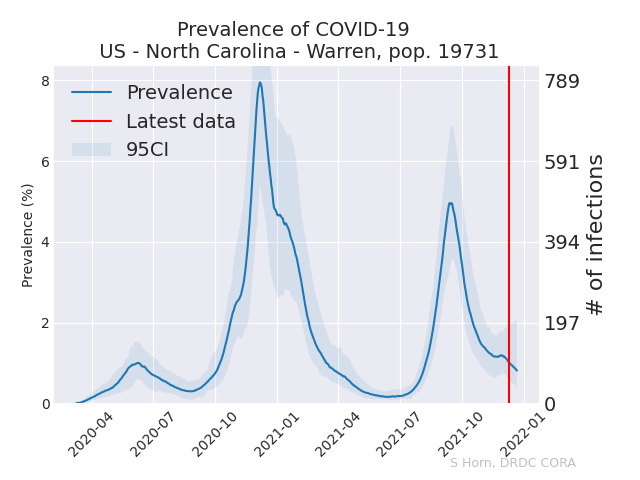 Prevalence of COVID-19
US - North Carolina - Warren, pop. 19731
Prevalence
Latest data
95CI
Prevalence (%)
8
6
4
2
0
789
591
394
197
0
# of infections
2020-04
2020-07
2020-10
2021-01
2021-04
2021-07
2021-10
2022-01
S Horn, DRDC CORA